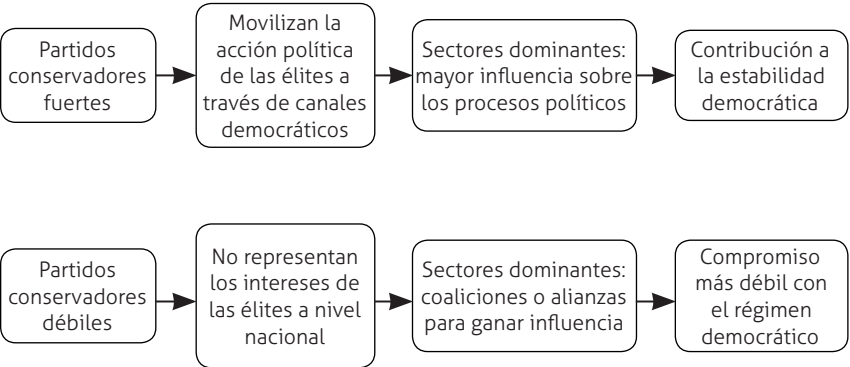 Partidos
conservadores
fuertes
Movilizan la
acción política
de las élites a
través de canales
democráticos
Sectores dominantes:
mayor influencia sobre
los procesos políticos
Contribución a
la estabilidad
democrática
Partidos
conservadores
débiles
No representan
los intereses de
las élites a nivel
nacional
Sectores dominantes:
coaliciones o alianzas
para ganar influencia
Compromiso
más débil con
el régimen
democrático